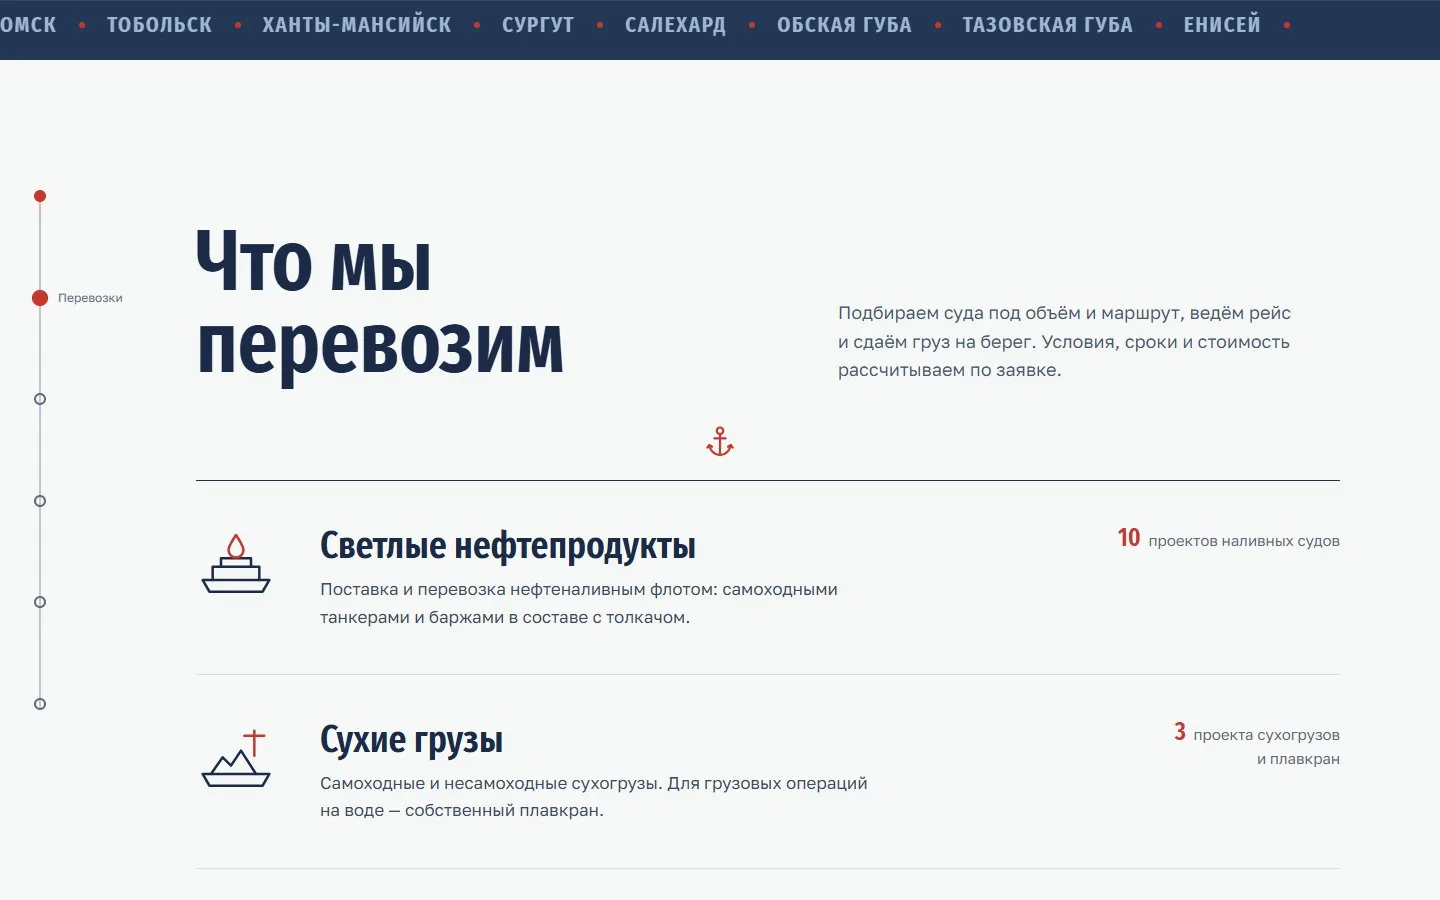 ОМСК • ТОБОЛЬСК • ХАНТЫ-МАНСИЙСК • СУРГУТ • САЛЕХАРД • ОБСКАЯ ГУБА • ТАЗОВСКАЯ ГУБА • ЕНИСЕЙ •
Перевозки
Что мы
перевозим
Подбираем суда под объём и маршрут, ведём рейс
и сдаём груз на берег. Условия, сроки и стоимость
рассчитываем по заявке.
Светлые нефтепродукты
10 проектов наливных судов
Поставка и перевозка нефтеналивным флотом: самоходными
танкерами и баржами в составе с толкачом.
Сухие грузы
3 проекта сухогрузов
и плавкран
Самоходные и несамоходные сухогрузы. Для грузовых операций
на воде — собственный плавкран.